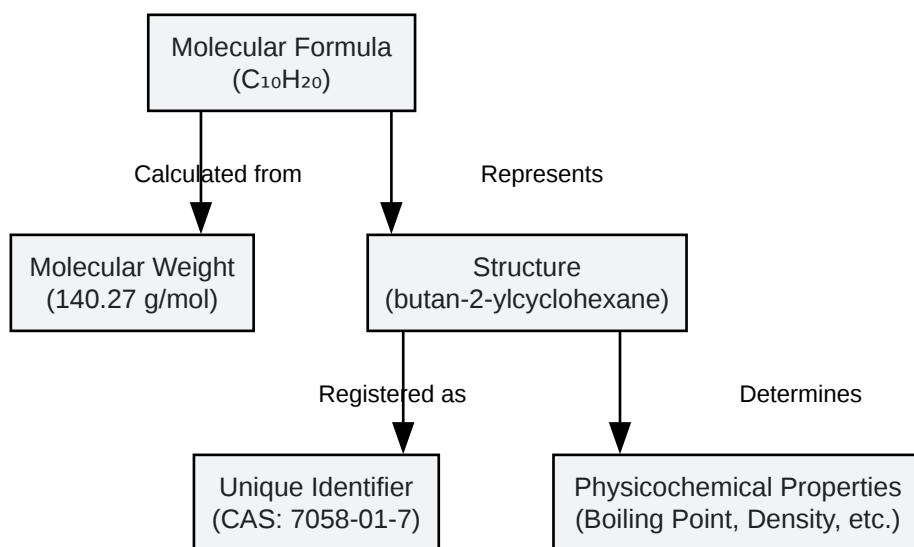 Molecular Formula
(C₁₀H₂₀)
Calculated from
Represents
Molecular Weight
(140.27 g/mol)
Structure
(butan-2-ylcyclohexane)
Registered as
Determines
Unique Identifier
(CAS: 7058-01-7)
Physicochemical Properties
(Boiling Point, Density, etc.)